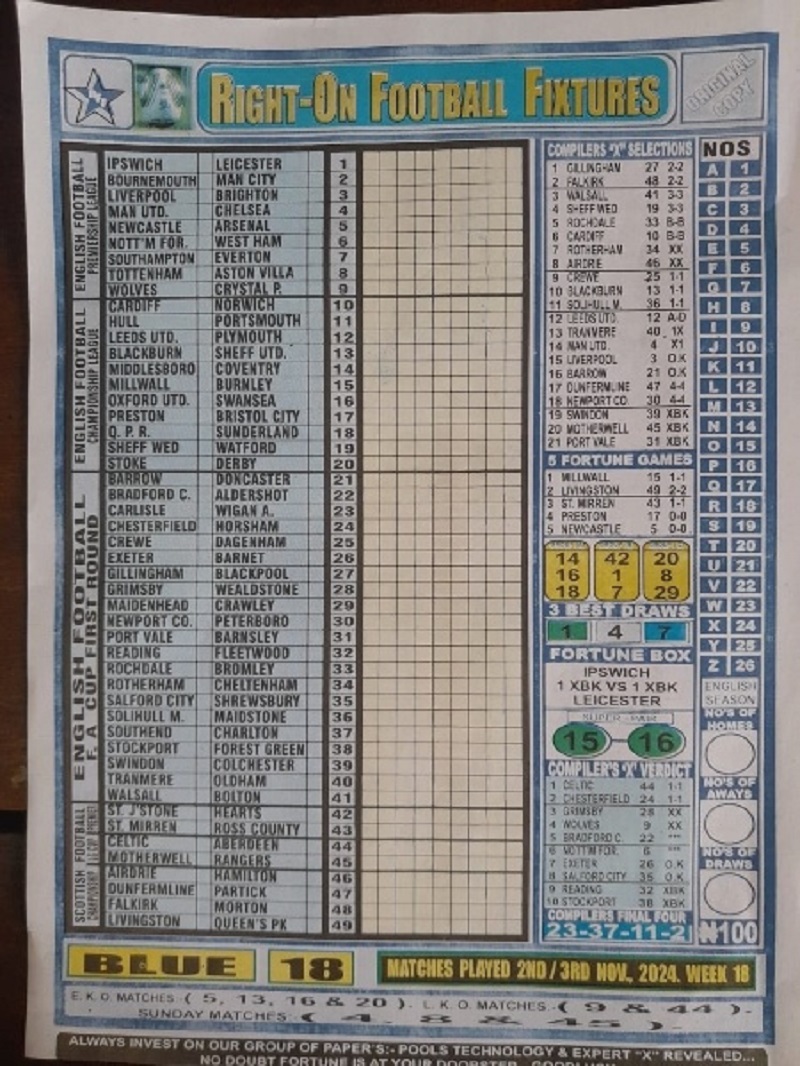 RIGHT-ON FOOTBALL FIXTURES
ORIGINAL COPY
ENGLISH FOOTBALL PREMIERSHIP LEAGUE
IPSWICH LEICESTER 1
BOURNEMOUTH MAN CITY 2
LIVERPOOL BRIGHTON 3
MAN UTD. CHELSEA 4
NEWCASTLE ARSENAL 5
NOTT'M FOR. WEST HAM 6
SOUTHAMPTON EVERTON 7
TOTTENHAM ASTON VILLA 8
WOLVES CRYSTAL P. 9
ENGLISH FOOTBALL CHAMPIONSHIP LEAGUE
CARDIFF NORWICH 10
HULL PORTSMOUTH 11
LEEDS UTD. PLYMOUTH 12
BLACKBURN SHEFF UTD. 13
MIDDLESBORO COVENTRY 14
MILLWALL BURNLEY 15
OXFORD UTD. SWANSEA 16
PRESTON BRISTOL CITY 17
Q. P. R. SUNDERLAND 18
SHEFF WED WATFORD 19
STOKE DERBY 20
ENGLISH FOOTBALL F. A CUP FIRST ROUND
BARROW DONCASTER 21
BRADFORD C. ALDERSHOT 22
CARLISLE WIGAN A. 23
CHESTERFIELD HORSHAM 24
CREWE DAGENHAM 25
EXETER BARNET 26
GILLINGHAM BLACKPOOL 27
GRIMSBY WEALDSTONE 28
MAIDENHEAD CRAWLEY 29
NEWPORT CO. PETERBORO 30
PORT VALE BARNSLEY 31
READING FLEETWOOD 32
ROCHDALE BROMLEY 33
ROTHERHAM CHELTENHAM 34
SALFORD CITY SHREWSBURY 35
SOLIHULL M. MAIDSTONE 36
SOUTHEND CHARLTON 37
STOCKPORT FOREST GREEN 38
SWINDON COLCHESTER 39
TRANMERE OLDHAM 40
WALSALL BOLTON 41
SCOTTISH FOOTBALL
ST. J'STONE HEARTS 42
ST. MIRREN ROSS COUNTY 43
CELTIC ABERDEEN 44
MOTHERWELL RANGERS 45
AIRDRIE HAMILTON 46
DUNFERMLINE PARTICK 47
FALKIRK MORTON 48
LIVINGSTON QUEEN'S PK 49
COMPILERS "X" SELECTIONS
1 GILLINGHAM 27 2-2
2 FALKIRK 48 2-2
3 WALSALL 41 3-3
4 SHEFF WED 19 3-3
5 ROCHDALE 33 B-B
6 CARDIFF 10 B-B
7 ROTHERHAM 34 XX
8 AIRDRIE 46 XX
9 CREWE 25 1-1
10 BLACKBURN 13 1-1
11 SOLIHULL M. 36 1-1
12 LEEDS UTD. 12 A-D
13 TRANMERE 40 1X
14 MAN UTD. 4 X1
15 LIVERPOOL 3 O.K
16 BARROW 21 O.K
17 DUNFERMLINE 47 4-4
18 NEWPORT CO 30 4-4
19 SWINDON 39 XBK
20 MOTHERWELL 45 XBK
21 PORT VALE 31 XBK
5 FORTUNE GAMES
1 MILLWALL 15 1-1
2 LIVINGSTON 49 2-2
3 ST. MIRREN 43 1-1
4 PRESTON 17 0-0
5 NEWCASTLE 5 0-0
14 42 20
16 1 8
18 7 29
3 BEST DRAWS
1 4 7
FORTUNE BOX
IPSWICH
1 XBK VS 1 XBK
LEICESTER
SUPER - PAIR
15 - 16
COMPILER'S 'X' VERDICT
1 CELTIC 44 1-1
2 CHESTERFIELD 24 1-1
3 GRIMSBY 28 XX
4 WOLVES 9 XX
5 BRADFORD C. 22 ***
6 NOTT'M FOR. 6 ***
7 EXETER 26 O.K
8 SALFORD CITY 35 O.K
9 READING 32 XBK
10 STOCKPORT 38 XBK
COMPILERS FINAL FOUR
23-37-11-2
NOS
A 1
B 2
C 3
D 4
E 5
F 6
G 7
H 8
I 9
J 10
K 11
L 12
M 13
N 14
O 15
P 16
Q 17
R 18
S 19
T 20
U 21
V 22
W 23
X 24
Y 25
Z 26
ENGLISH SEASON
NO'S OF HOMES
NO'S OF AWAYS
NO'S OF DRAWS
₦100
BLUE 18
MATCHES PLAYED 2ND / 3RD NOV., 2024. WEEK 18
E. K. O. MATCHES:- ( 5, 13, 16 & 20 ). L. K. O. MATCHES:- ( 9 & 44 ).
SUNDAY MATCHES:- ( 4, 8 & 45 ).
ALWAYS INVEST ON OUR GROUP OF PAPER'S:- POOLS TECHNOLOGY & EXPERT "X" REVEALED...
NO DOUBT FORTUNE IS AT YOUR DOORSTEP